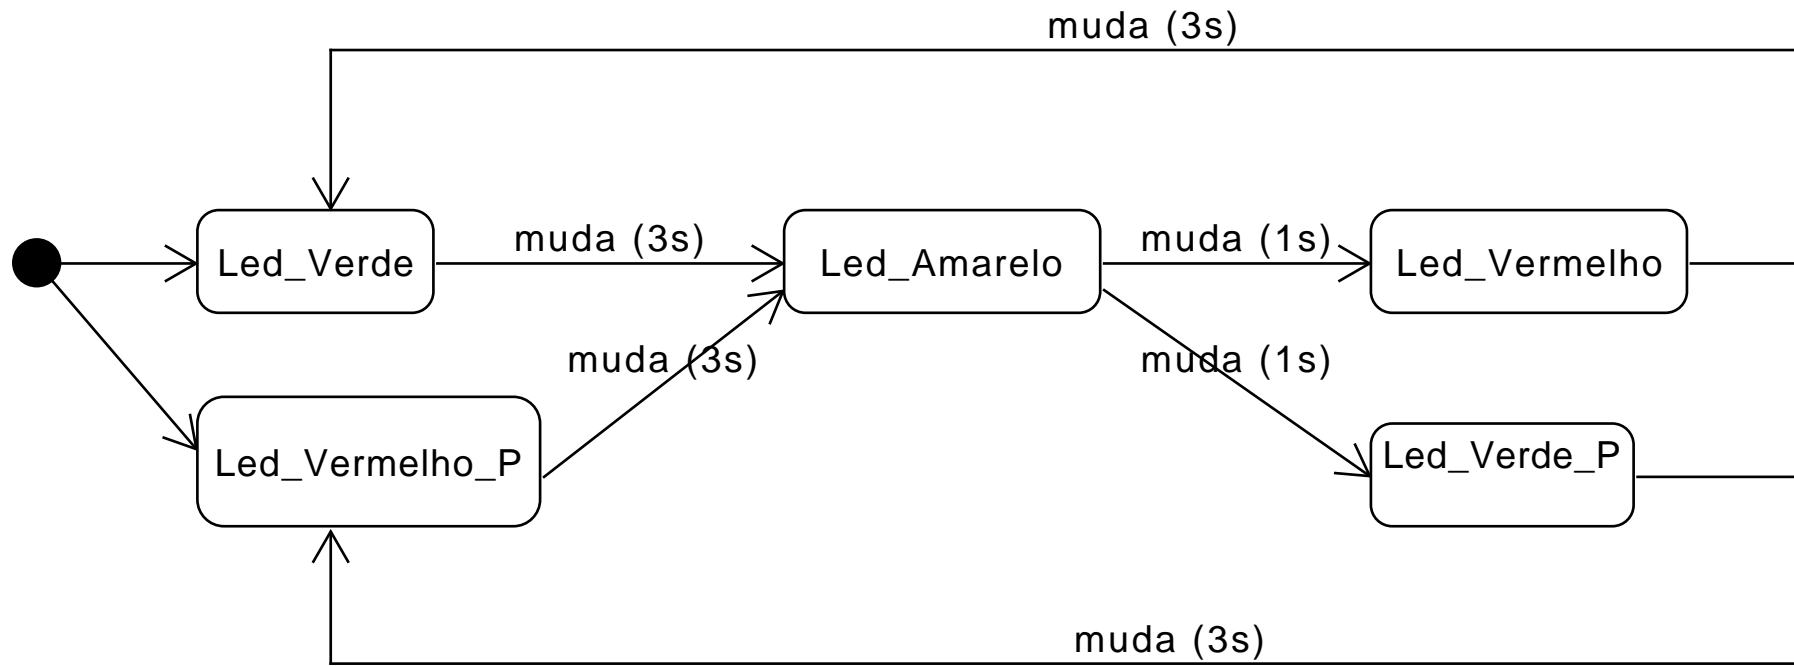 muda (3s)
Led_Verde
muda (3s)
Led_Amarelo
muda (1s)
Led_Vermelho
muda (3s)
muda (1s)
Led_Vermelho_P
Led_Verde_P
muda (3s)